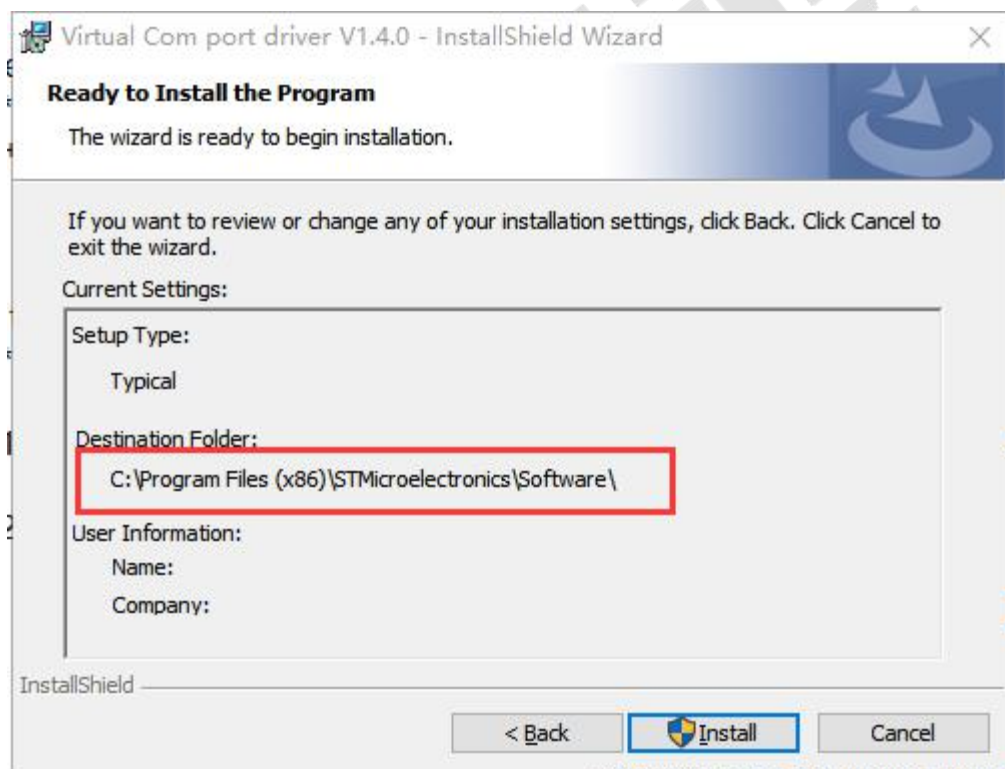 Virtual Com port driver V1.4.0 - InstallShield Wizard
Ready to Install the Program
The wizard is ready to begin installation.
If you want to review or change any of your installation settings, click Back. Click Cancel to
exit the wizard.
Current Settings:
Setup Type:
Typical
Destination Folder:
C:\Program Files (x86)\STMicroelectronics\Software\
User Information:
Name:
Company:
InstallShield
< Back
Install
Cancel